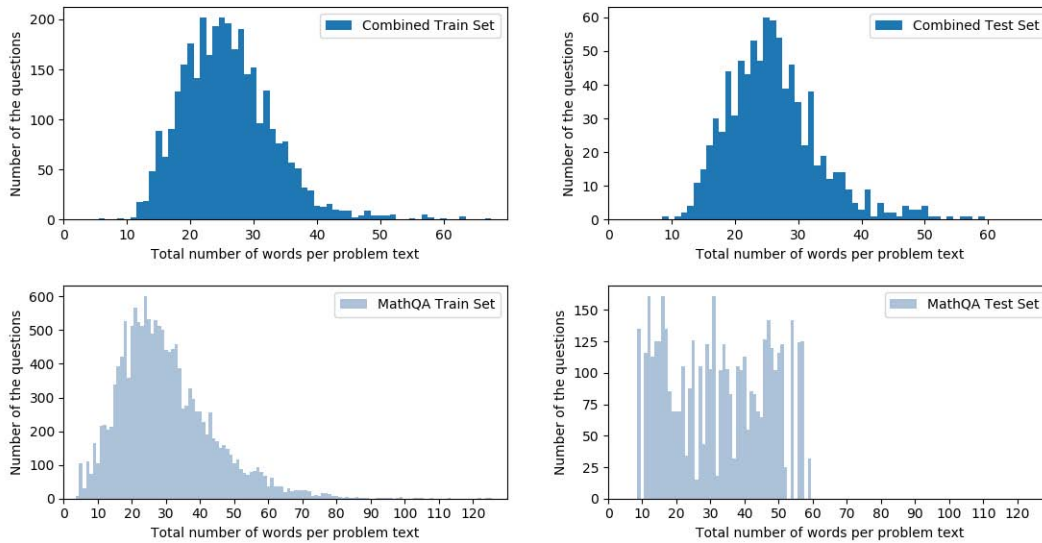 Combined Train Set
Number of the questions
200
150
100
50
0
0 10 20 30 40 50 60
Total number of words per problem text
Combined Test Set
Number of the questions
60
50
40
30
20
10
0
0 10 20 30 40 50 60
Total number of words per problem text
MathQA Train Set
Number of the questions
600
500
400
300
200
100
0
0 10 20 30 40 50 60 70 80 90 100 110 120
Total number of words per problem text
MathQA Test Set
Number of the questions
150
125
100
75
50
25
0
0 10 20 30 40 50 60 70 80 90 100 110 120
Total number of words per problem text